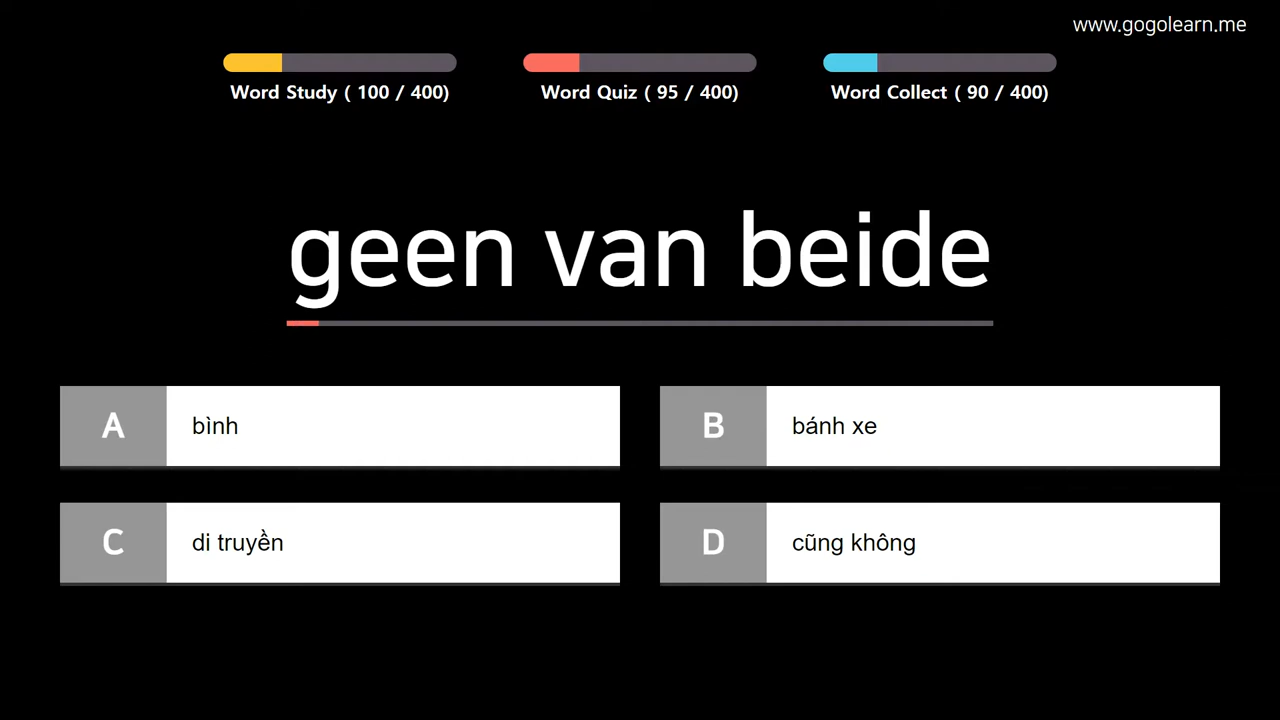 www.gogolearn.me
Word Study ( 100 / 400)
Word Quiz ( 95 / 400)
Word Collect ( 90 / 400)
geen van beide
A bình
B bánh xe
C di truyền
D cũng không